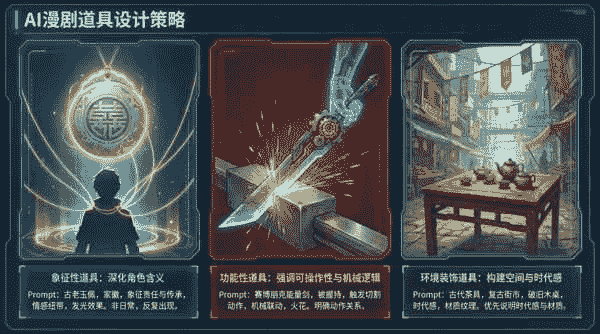 AI漫剧道具设计策略
象征性道具：深化角色含义
Prompt：古老玉佩，家徽，象征责任与传承，
情感纽带，发光效果。非日常，反复出现。
功能性道具：强调可操作性与机械逻辑
Prompt：赛博朋克能量剑，被握持，触发切割
动作，机械联动，火花。明确动作关系。
环境装饰道具：构建空间与时代感
Prompt：古代茶具，复古街市，破旧木桌，
时代感，材质纹理。优先说明时代感与材质。